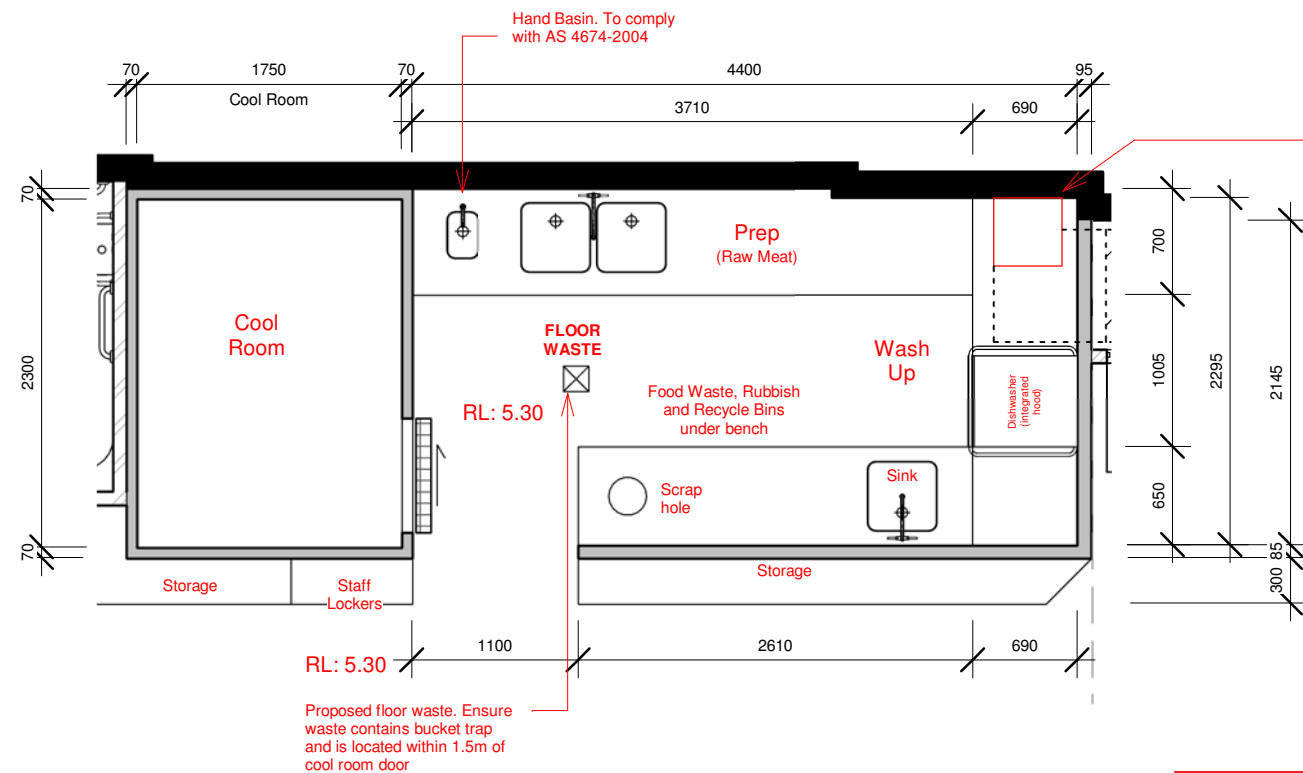 Hand Basin. To comply
with AS 4674-2004
70
1750
70
4400
95
Cool Room
3710
690
70
2300
70
Prep
(Raw Meat)
Cool
Room
FLOOR
WASTE
RL: 5.30
Wash
Up
Food Waste, Rubbish
and Recycle Bins
under bench
Dishwasher
(integrated
hood)
Scrap
hole
Sink
700
1005
650
2295
2145
85
300
Storage
Staff
Lockers
Storage
1100
2610
690
RL: 5.30
Proposed floor waste. Ensure
waste contains bucket trap
and is located within 1.5m of
cool room door